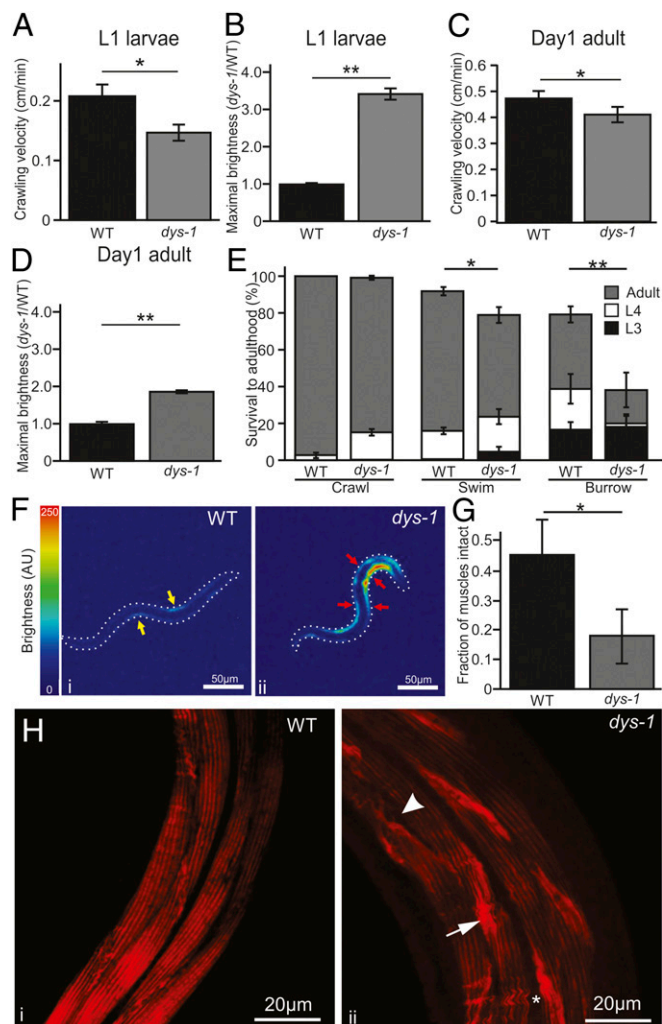 A
L1 larvae
Crawling velocity (cm/min)
0.2
0.1
0
*
WT
dys-1
B
L1 larvae
Maximal brightness (dys-1/WT)
4.0
3.0
2.0
1.0
0
**
WT
dys-1
C
Day1 adult
Crawling velocity (cm/min)
0.6
0.5
0.4
0.3
0.2
0.1
0
*
WT
dys-1
D
Day1 adult
Maximal brightness (dys-1/WT)
4.0
2.0
1.0
0
**
WT
dys-1
E
Survival to adulthood (%)
100
80
60
40
20
0
*
**
Adult
L4
L3
WT dys-1 WT dys-1 WT dys-1
Crawl Swim Burrow
F
Brightness (AU)
250
0
WT
i
50µm
dys-1
ii
50µm
G
Fraction of muscles intact
0.5
0.4
0.3
0.2
0.1
0
*
WT
dys-1
H
WT
i
20µm
dys-1
*
ii
20µm